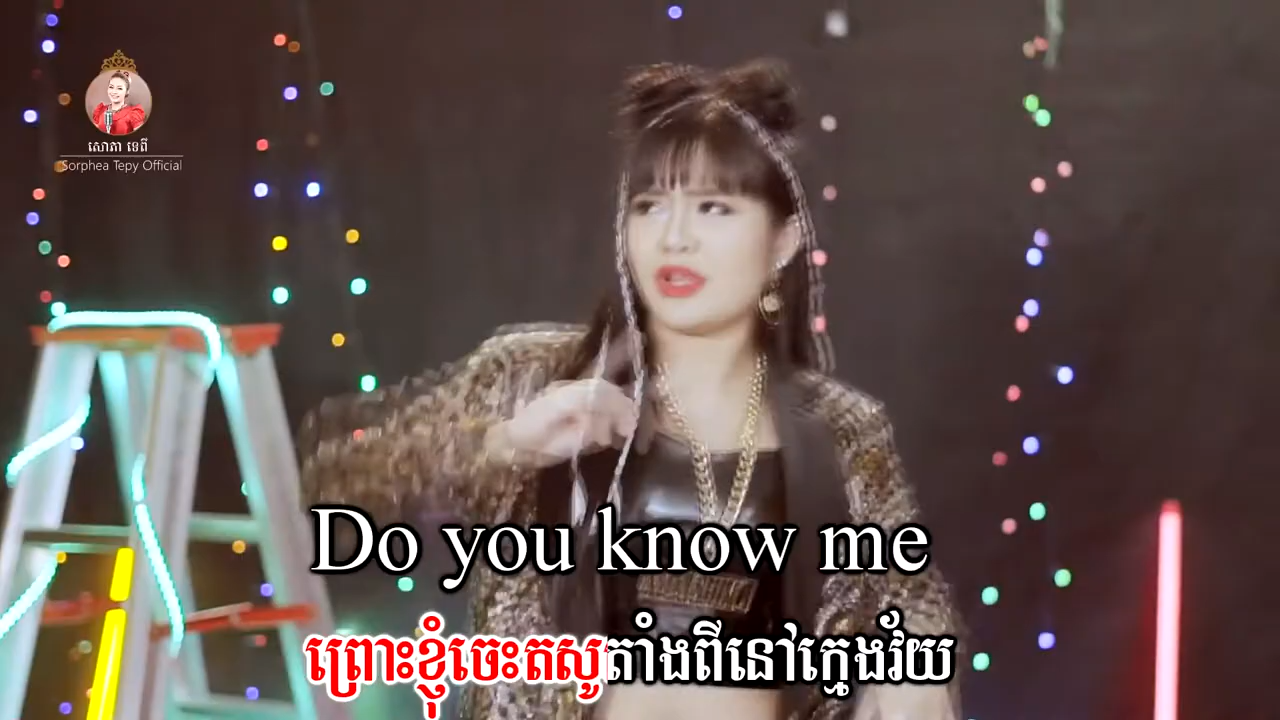 សោភា ទេពី
Sorphea Tepy Official
Do you know me
ព្រោះខ្ញុំចេះតស៊ូតាំងពីនៅក្មេងវ័យ